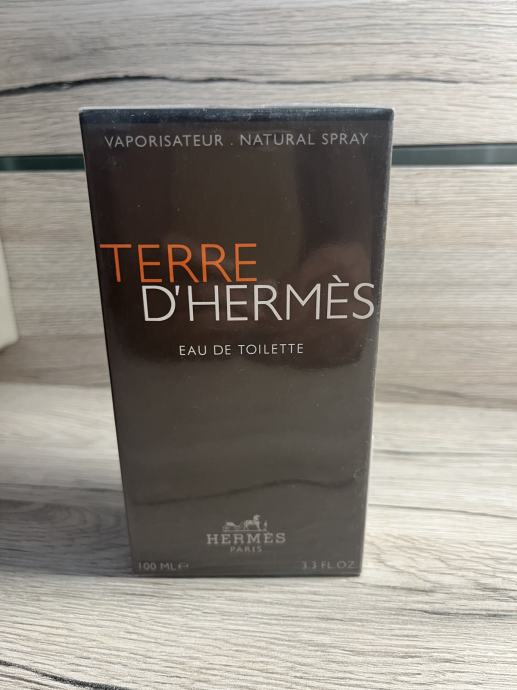 VAPORISATEUR . NATURAL SPRAY
TERRE
D'HERMÈS
EAU DE TOILETTE
HERMÈS
PARIS
100 ML ℮ 3.3 FL OZ